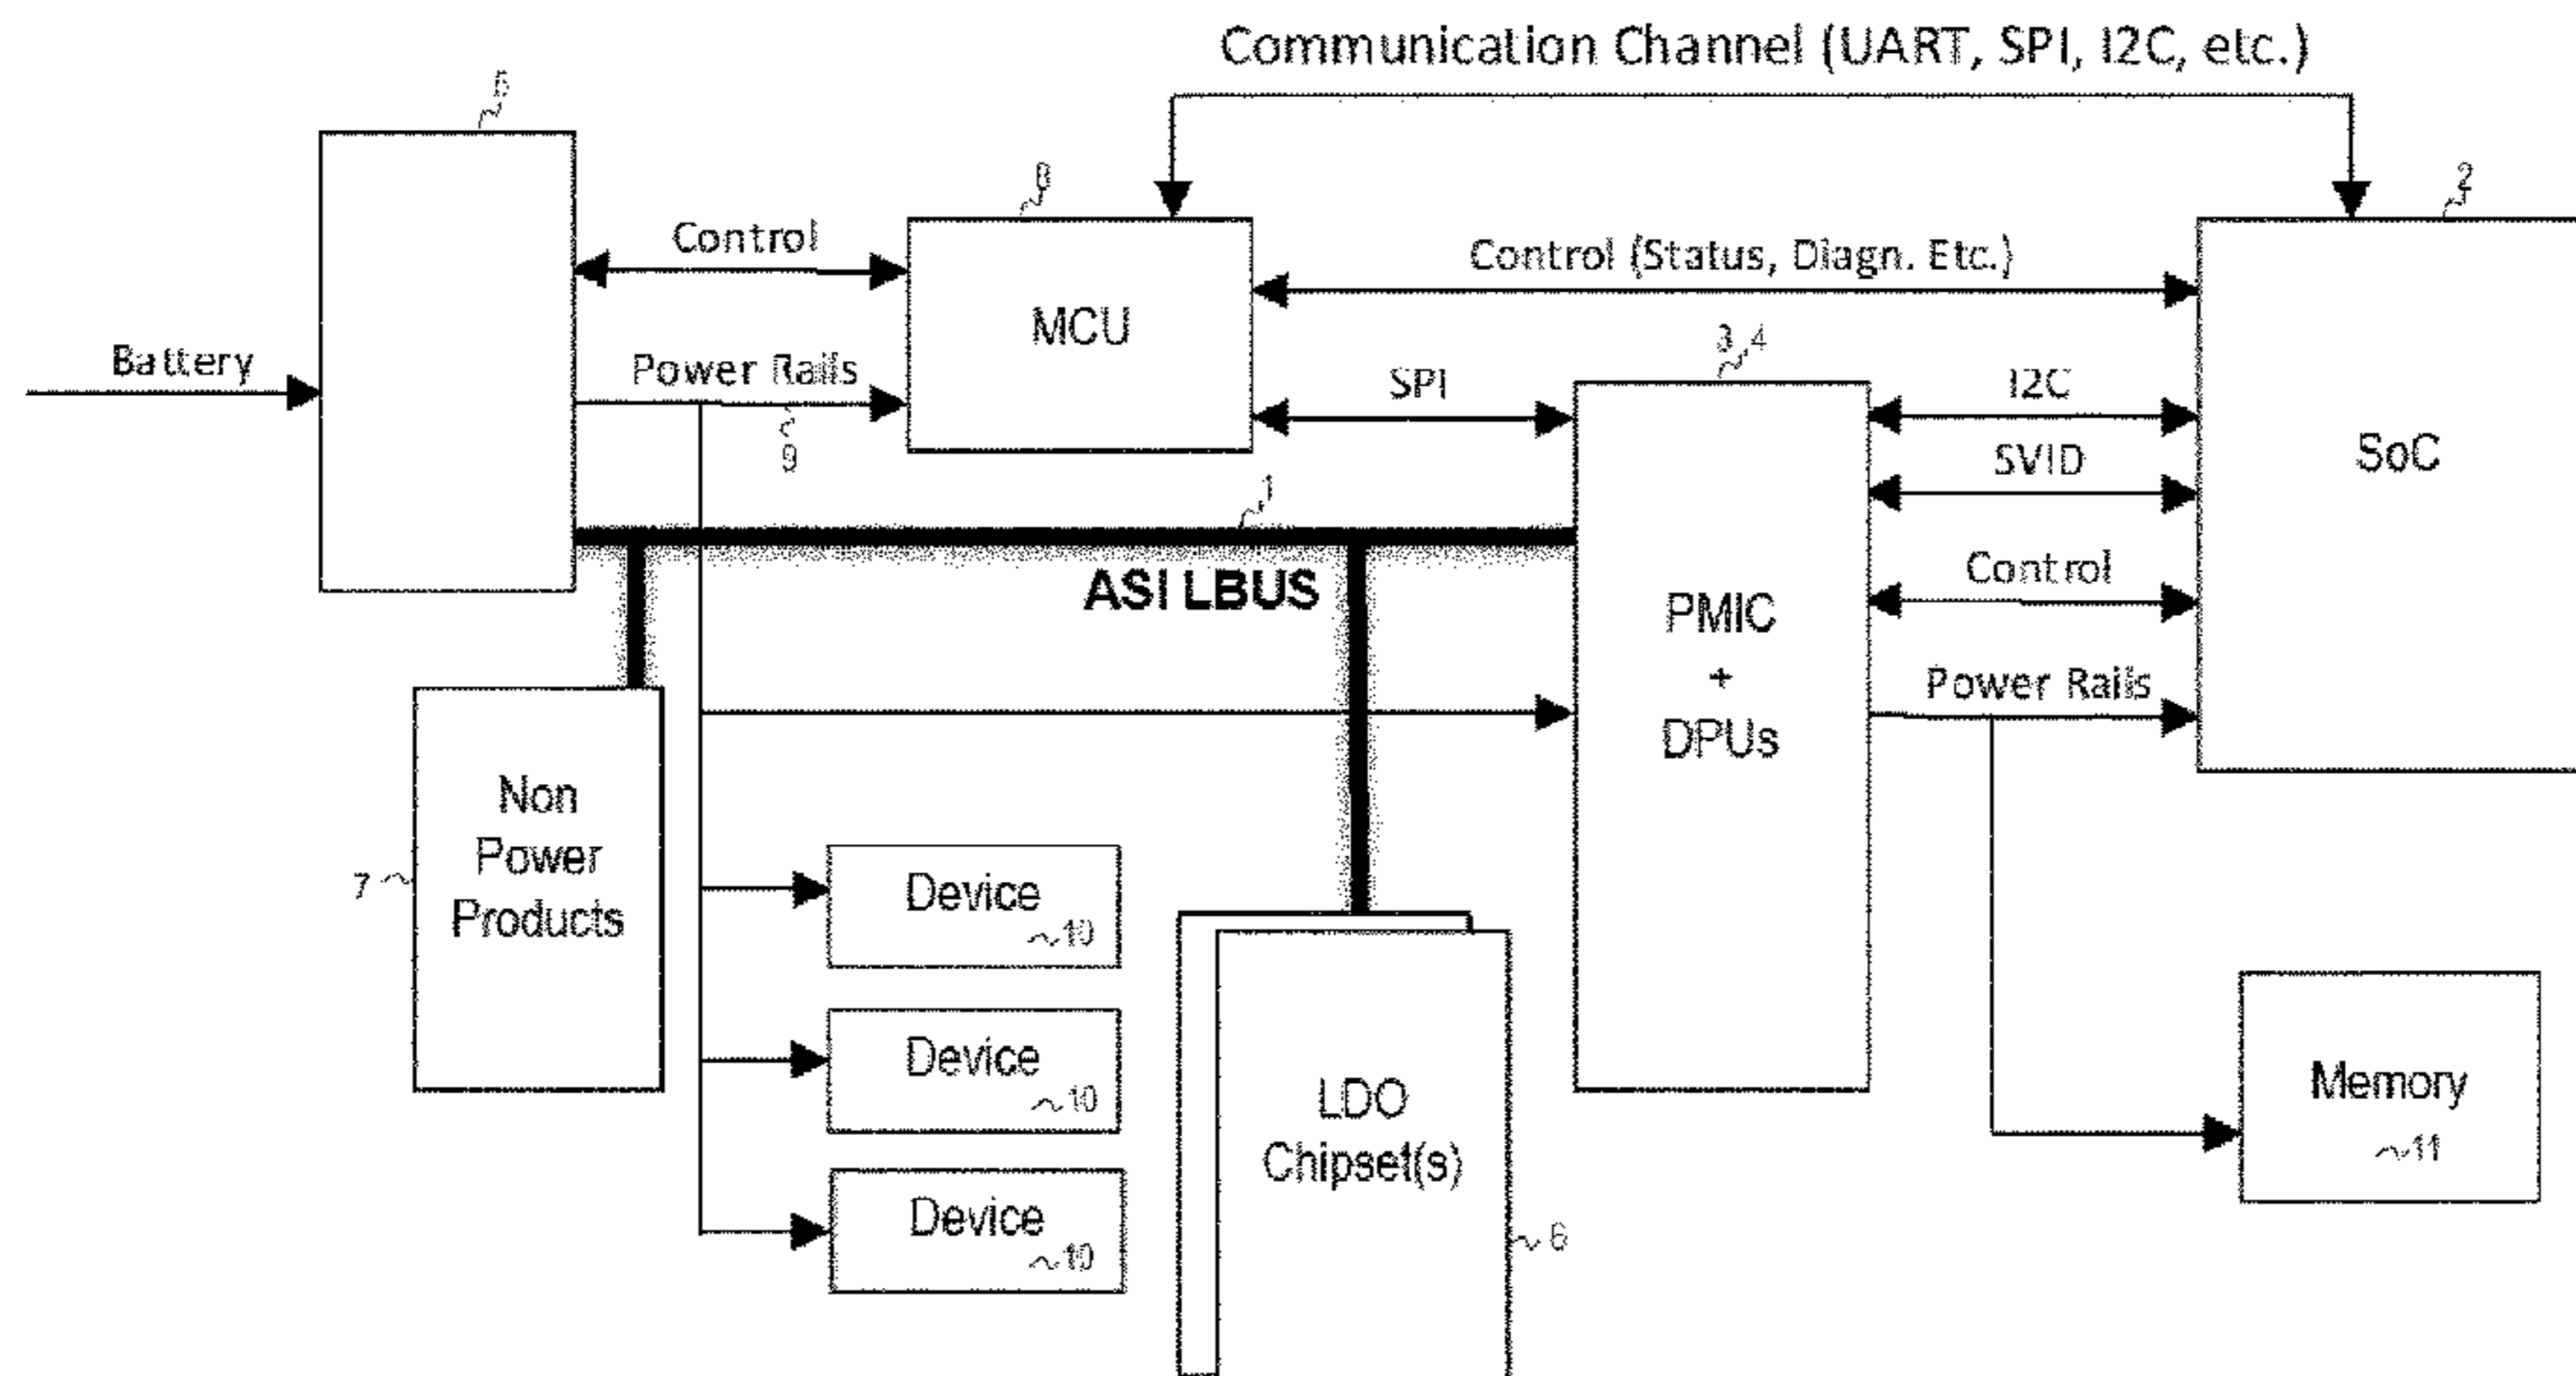 Communication Channel (UART, SPI, I2C, etc.)
5
8
2
Control
Control (Status, Diagn. Etc.)
MCU
3, 4
Battery
Power Rails
SPI
I2C
9
SVID
SoC
1
ASI LBUS
Control
PMIC
+
DPUs
Power Rails
Non
Power
Products
7
Device
10
Device
10
Device
10
LDO
Chipset(s)
6
Memory
11